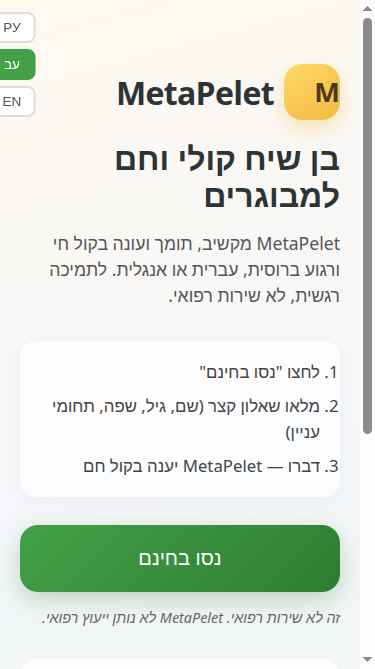 РУ
עב
EN
M
MetaPelet
בן שיח קולי וחם
למבוגרים
MetaPelet מקשיב, תומך ועונה בקול חי
ורגוע ברוסית, עברית או אנגלית. לתמיכה
רגשית, לא שירות רפואי.
1. לחצו "נסו בחינם"
2. מלאו שאלון קצר (שם, גיל, שפה, תחומי
עניין)
3. דברו — MetaPelet יענה בקול חם
נסו בחינם
זה לא שירות רפואי. MetaPelet לא נותן ייעוץ רפואי.